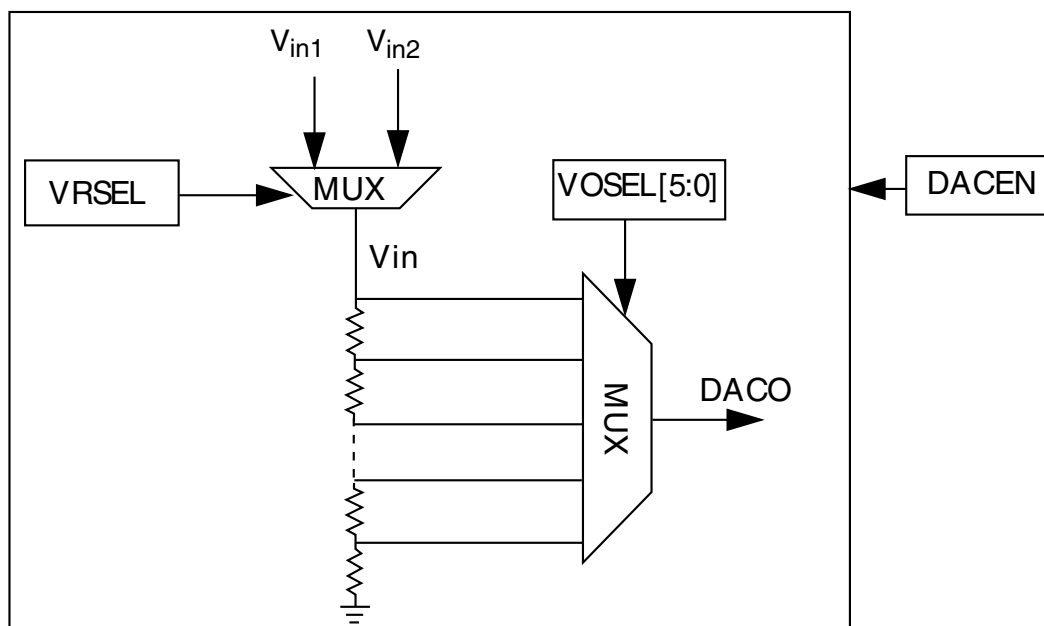 Vin1
Vin2
VRSEL
MUX
VOSEL[5:0]
DACEN
Vin
MUX
DACO